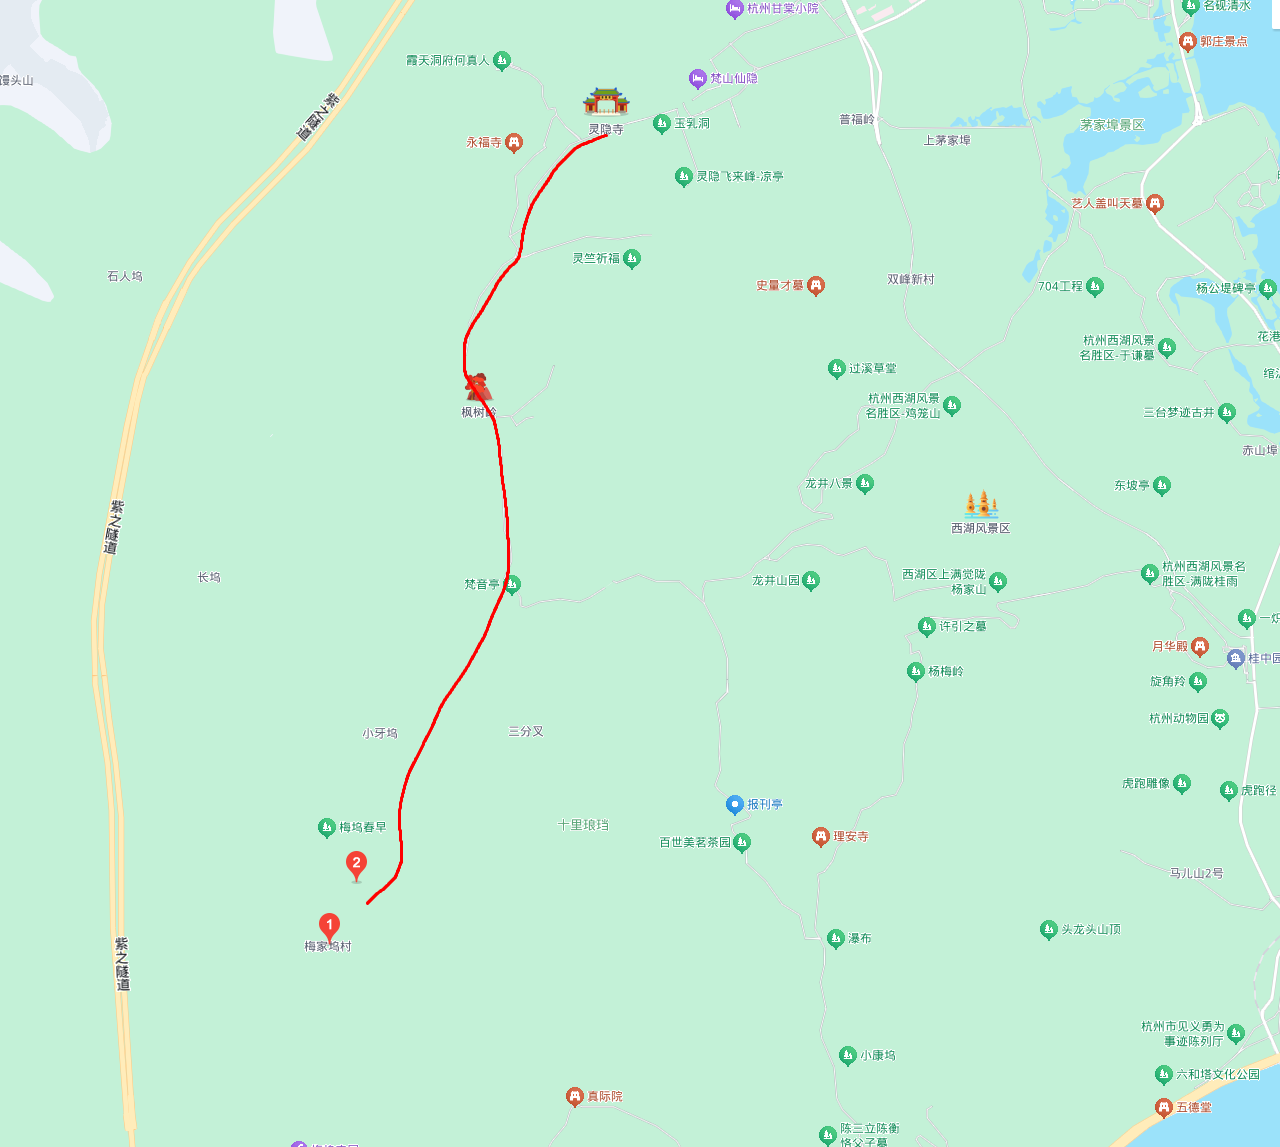 杭州甘棠小院
名砚清水
郭庄景点
霞天洞府何真人
梵山仙隐
馒头山
紫之隧道
灵隐寺
玉乳洞
普福岭
茅家埠景区
永福寺
上茅家埠
灵隐飞来峰-凉亭
艺人盖叫天墓
灵竺祈福
石人坞
史量才墓
双峰新村
704工程
杨公堤碑亭
花港
杭州西湖风景
名胜区-于谦墓
过溪草堂
杭州西湖风景
名胜区-鸡笼山
枫树岭
三台梦迹古井
赤山埠
龙井八景
东坡亭
紫之隧道
西湖风景区
长坞
梵音亭
龙井山园
西湖区上满觉陇
杨家山
杭州西湖风景名
胜区-满陇桂雨
许引之墓
一炉
月华殿
桂中园
杨梅岭
旋角羚
杭州动物园
小牙坞
三分叉
虎跑雕像
虎跑径
报刊亭
梅坞春早
十里琅珰
百世美茗茶园
理安寺
2
马儿山2号
1
梅家坞村
瀑布
头龙头山顶
紫之隧道
杭州市见义勇为
事迹陈列厅
小康坞
六和塔文化公园
真际院
五德堂
陈三立陈衡
恪父子墓